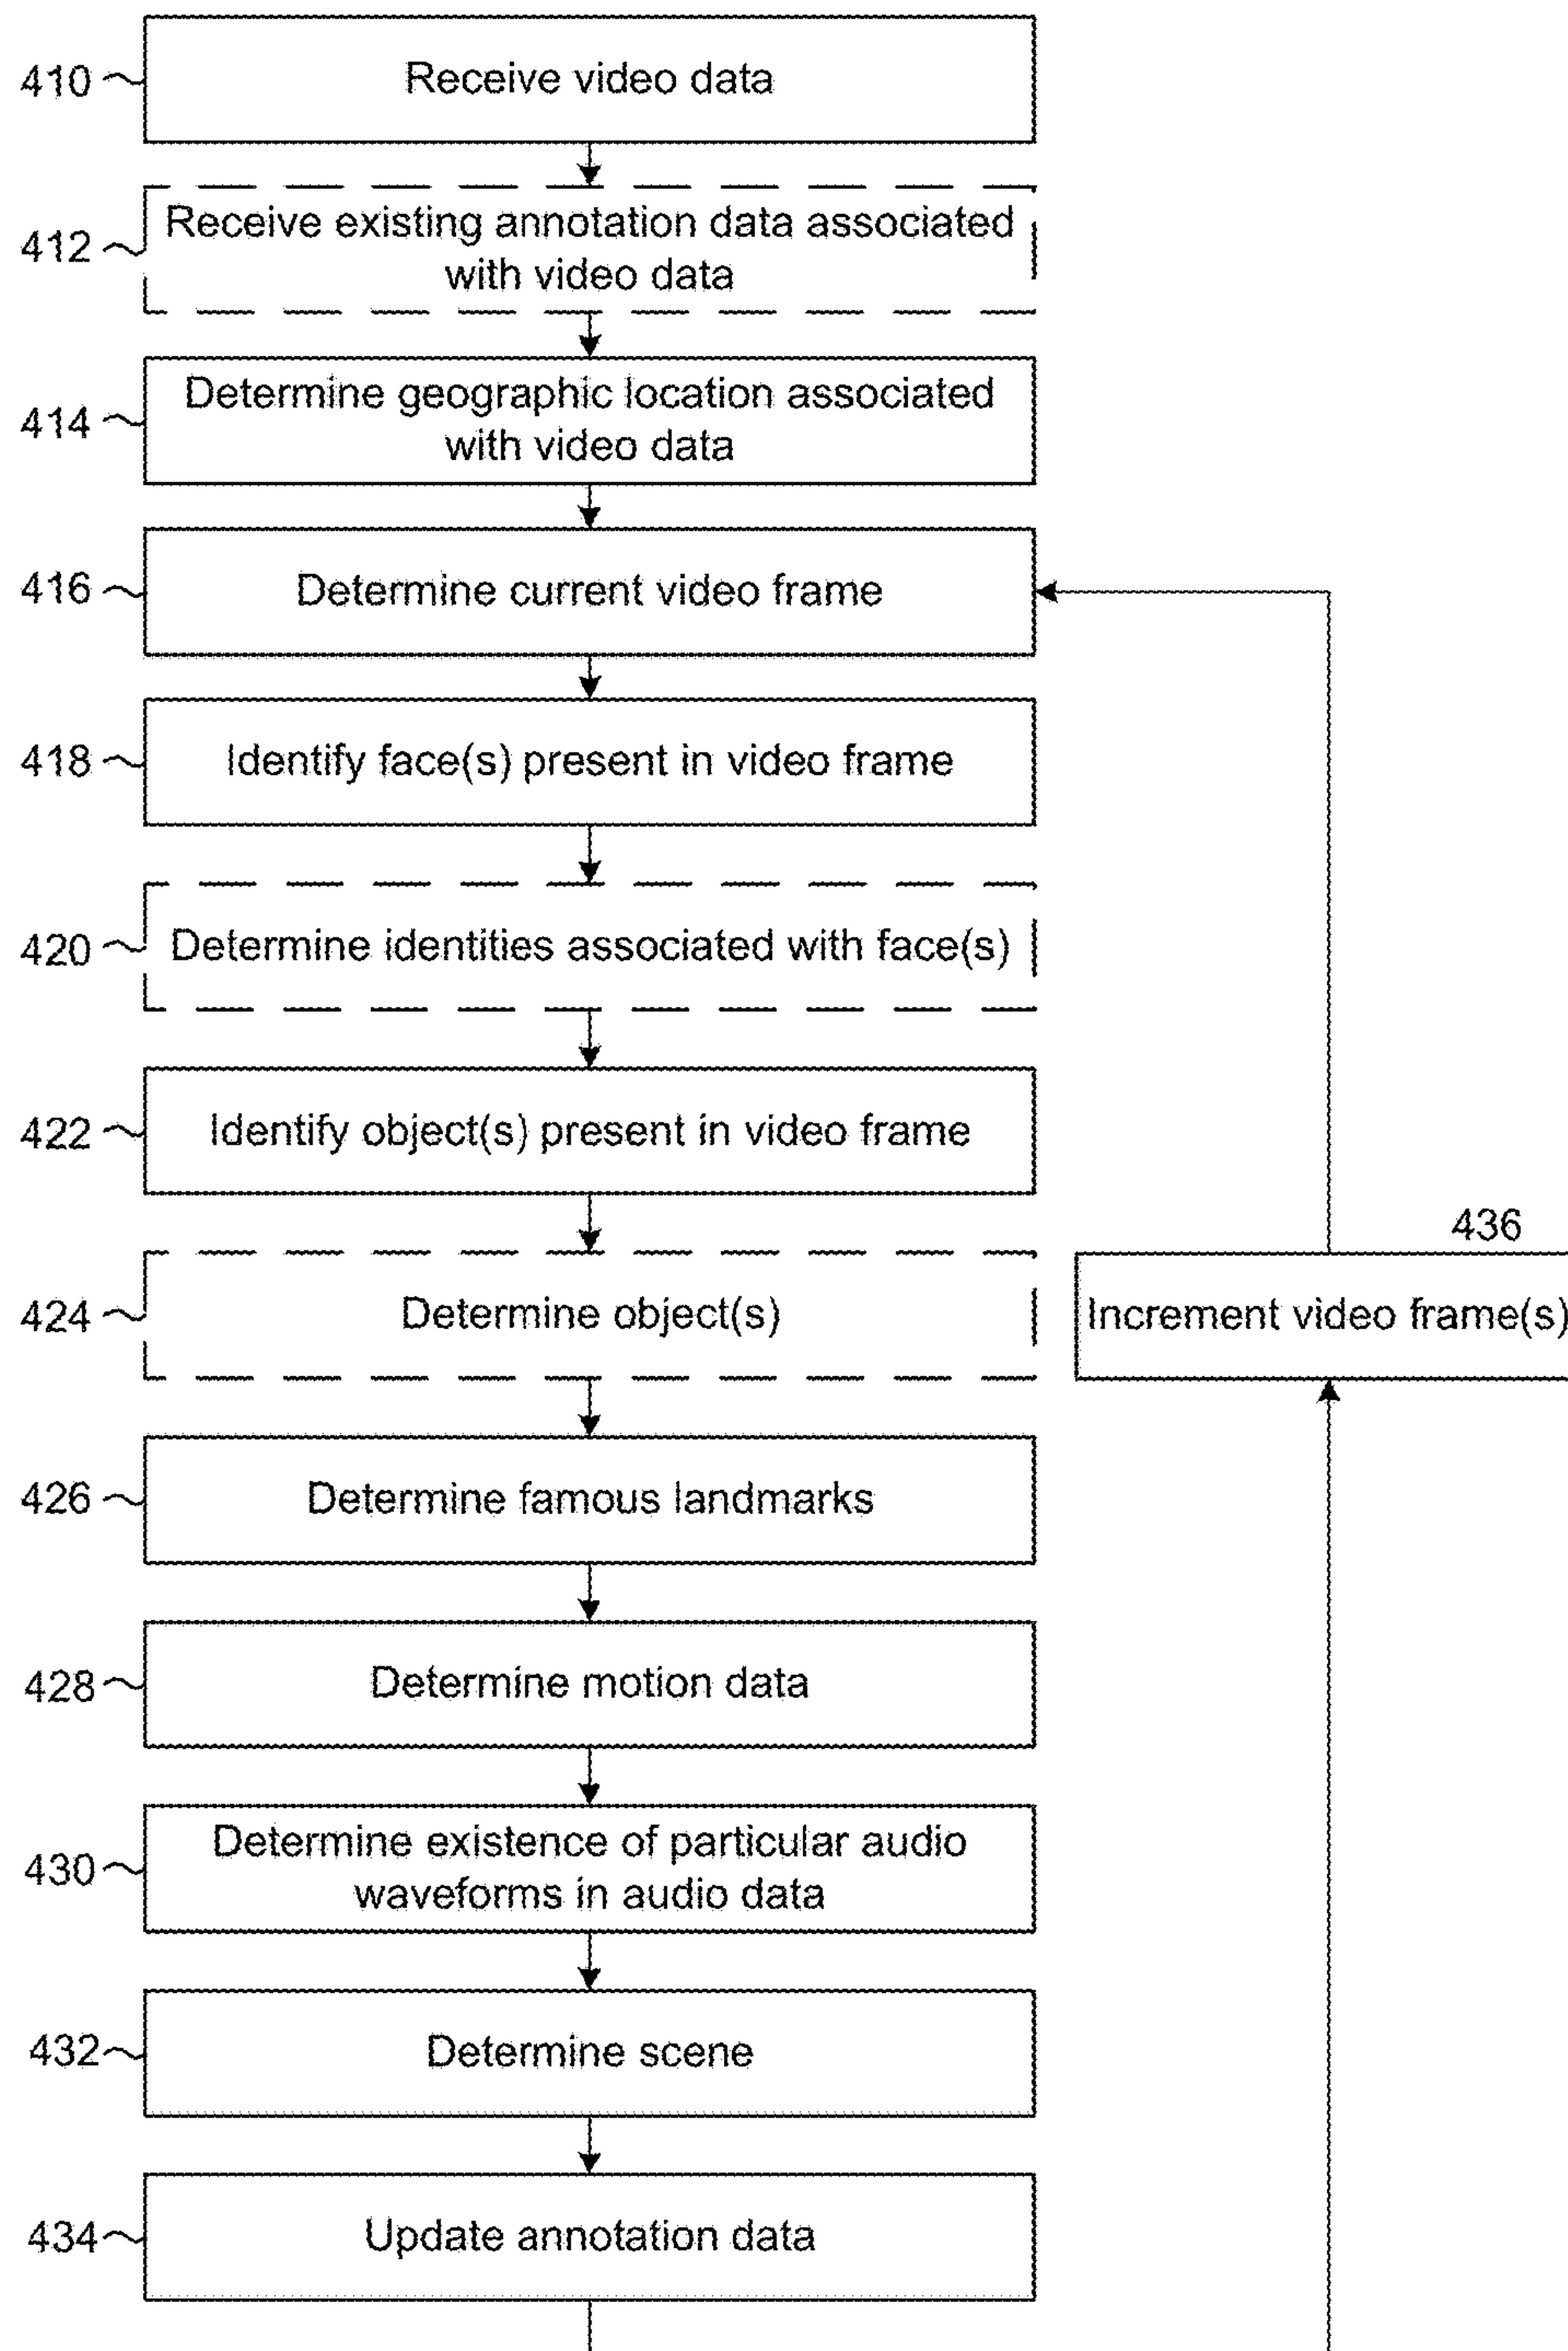 410
Receive video data
412
Receive existing annotation data associated
with video data
414
Determine geographic location associated
with video data
416
Determine current video frame
418
Identify face(s) present in video frame
420
Determine identities associated with face(s)
422
Identify object(s) present in video frame
436
424
Determine object(s)
Increment video frame(s)
426
Determine famous landmarks
428
Determine motion data
430
Determine existence of particular audio
waveforms in audio data
432
Determine scene
434
Update annotation data